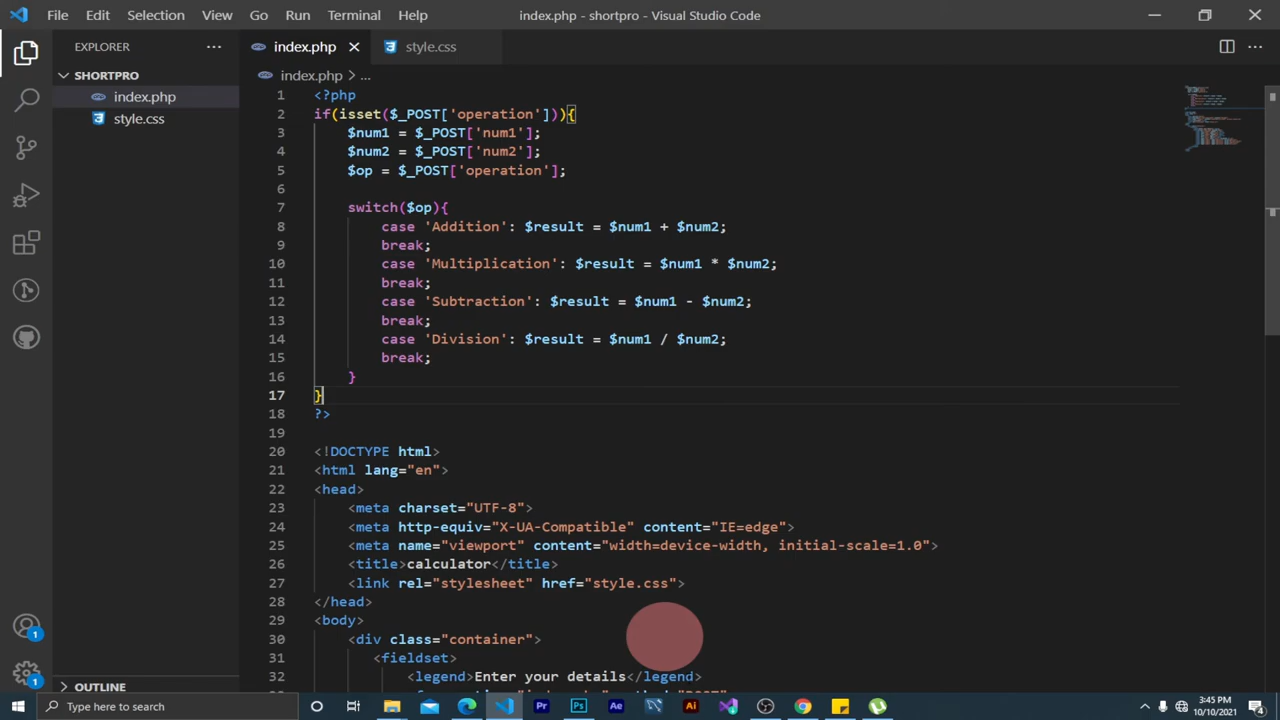 File Edit Selection View Go Run Terminal Help index.php - shortpro - Visual Studio Code
EXPLORER ... index.php style.css
SHORTPRO
index.php
style.css
index.php > ...
1 <?php
2 if(isset($_POST['operation'])){
3 $num1 = $_POST['num1'];
4 $num2 = $_POST['num2'];
5 $op = $_POST['operation'];
6
7 switch($op){
8 case 'Addition': $result = $num1 + $num2;
9 break;
10 case 'Multiplication': $result = $num1 * $num2;
11 break;
12 case 'Subtraction': $result = $num1 - $num2;
13 break;
14 case 'Division': $result = $num1 / $num2;
15 break;
16 }
17 }
18 ?>
19
20 <!DOCTYPE html>
21 <html lang="en">
22 <head>
23 <meta charset="UTF-8">
24 <meta http-equiv="X-UA-Compatible" content="IE=edge">
25 <meta name="viewport" content="width=device-width, initial-scale=1.0">
26 <title>calculator</title>
27 <link rel="stylesheet" href="style.css">
28 </head>
29 <body>
30 <div class="container">
31 <fieldset>
32 <legend>Enter your details</legend>
1
1
OUTLINE
Type here to search
Pr Ps Ae Ai
3:45 PM
10/10/2021
4